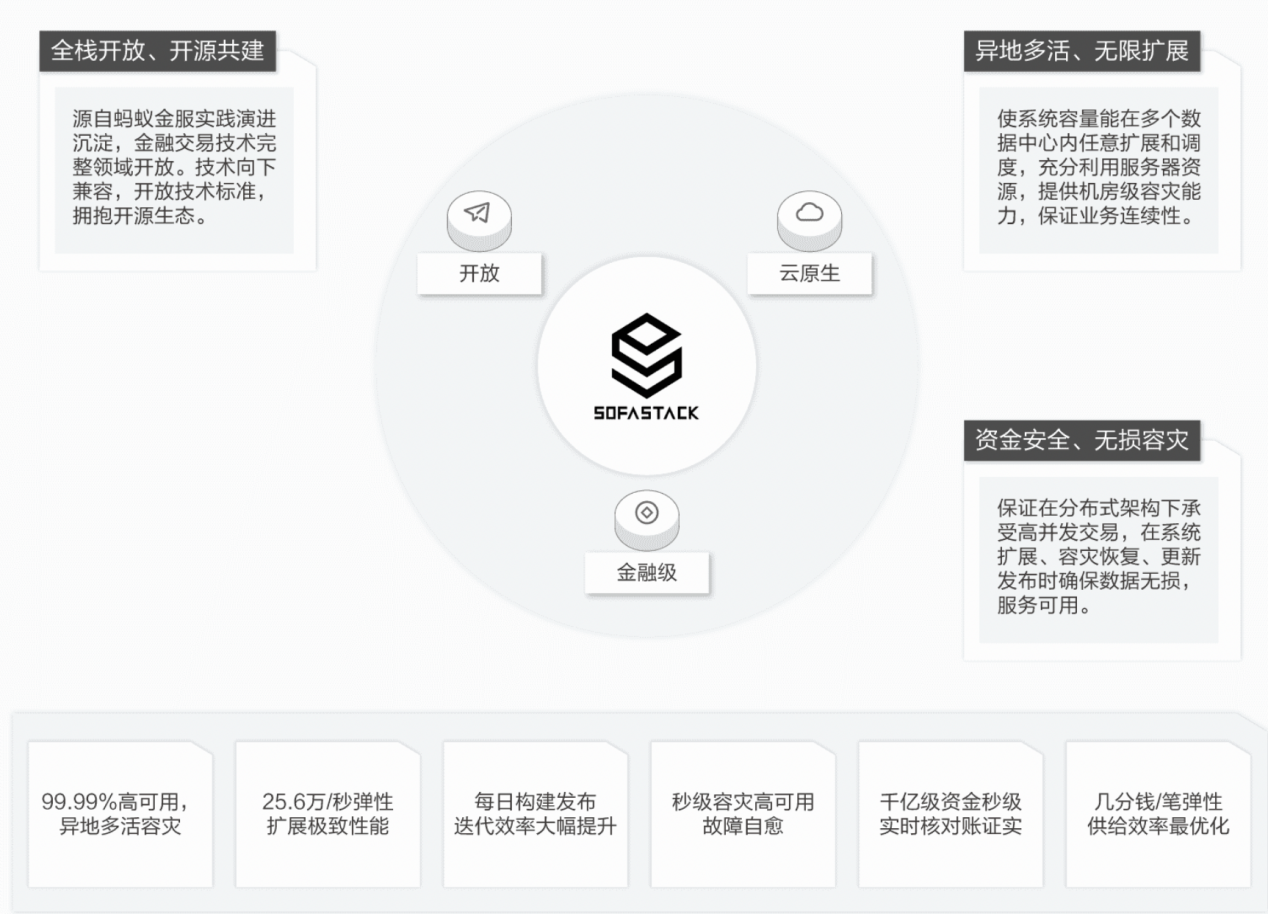 全栈开放、开源共建
源自蚂蚁金服实践演进
沉淀，金融交易技术完
整领域开放。技术向下
兼容，开放技术标准，
拥抱开源生态。
异地多活、无限扩展
使系统容量能在多个数
据中心内任意扩展和调
度，充分利用服务器资
源，提供机房级容灾能
力，保证业务连续性。
开放
云原生
SOFASTACK
金融级
资金安全、无损容灾
保证在分布式架构下承
受高并发交易，在系统
扩展、容灾恢复、更新
发布时确保数据无损，
服务可用。
99.99%高可用，
异地多活容灾
25.6万/秒弹性
扩展极致性能
每日构建发布
迭代效率大幅提升
秒级容灾高可用
故障自愈
千亿级资金秒级
实时核对账证实
几分钱/笔弹性
供给效率最优化